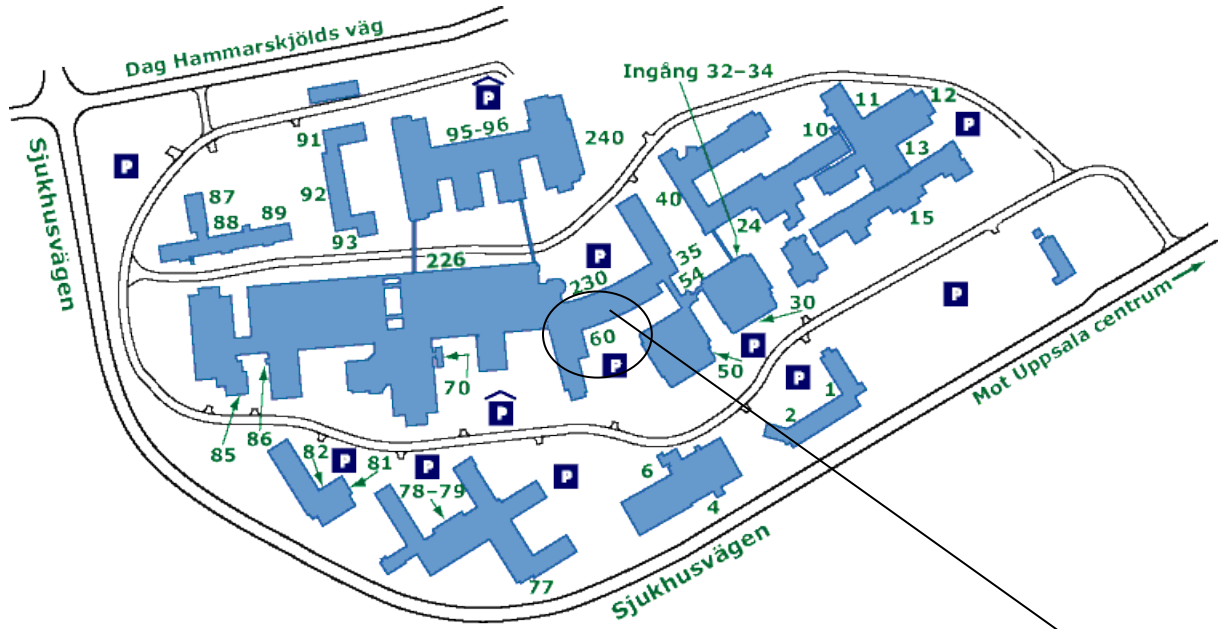 Dag Hammarskjölds väg
P
Ingång 32–34
12
11
95-96
P
91
240
10
13
P
Sjukhusvägen
87
92
40
89
88
24
15
93
226
P
35
230
54
30
P
60
50
P
P
P
Mot Uppsala centrum
70
1
P
2
85
86
82
P
81
P
P
6
78–79
4
77
Sjukhusvägen